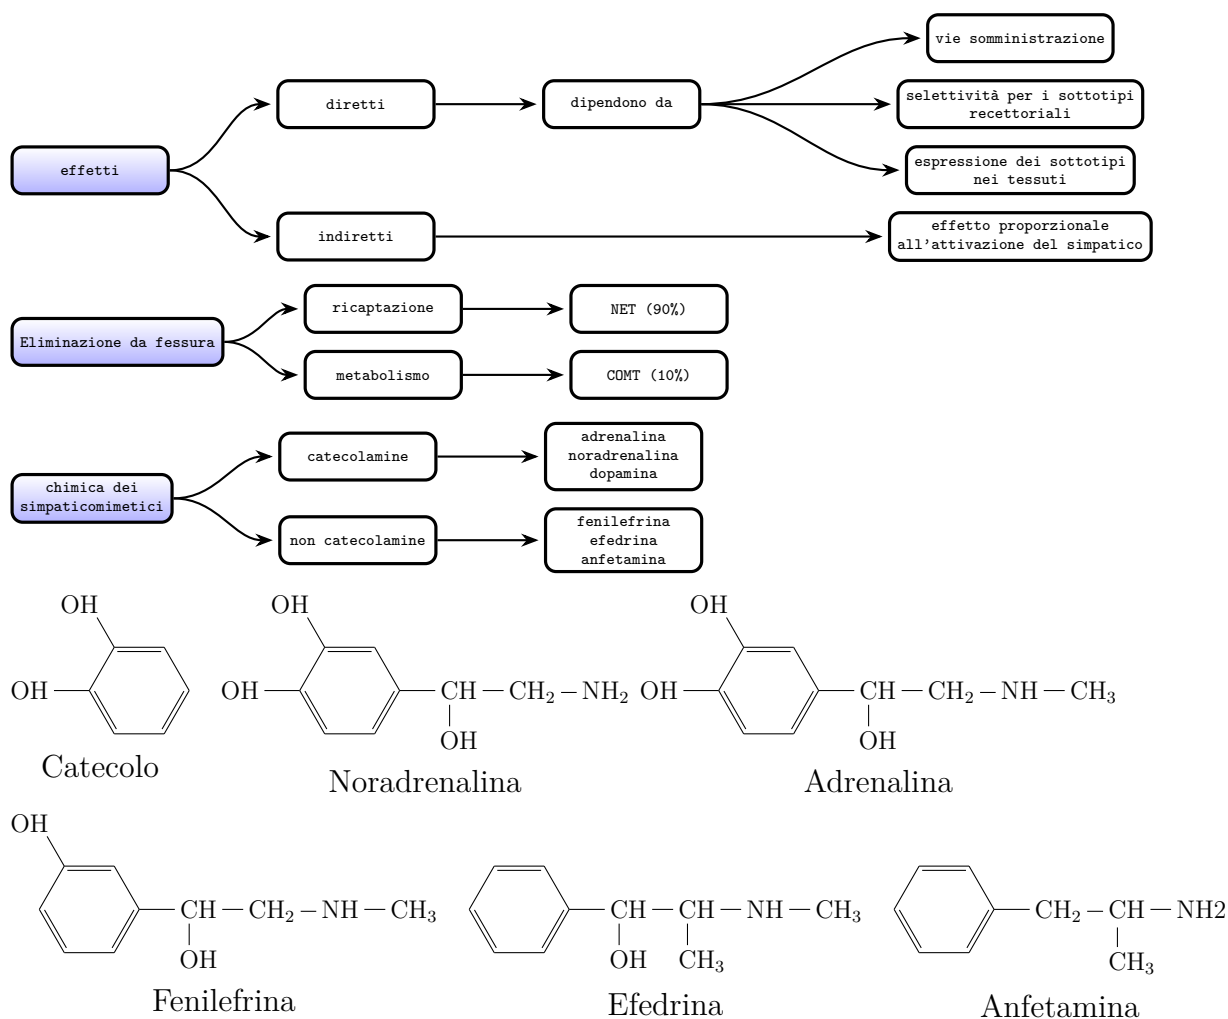 vie somministrazione
diretti
dipendono da
selettività per i sottotipi
recettoriali
effetti
espressione dei sottotipi
nei tessuti
indiretti
effetto proporzionale
all'attivazione del simpatico
Eliminazione da fessura
ricaptazione
NET (90%)
metabolismo
COMT (10%)
chimica dei
simpaticomimetici
catecolamine
adrenalina
noradrenalina
dopamina
non catecolamine
fenilefrina
efedrina
anfetamina
OH
OH
Catecolo
OH
OH
CH
CH₂
NH₂
OH
Noradrenalina
OH
OH
CH
CH₂
NH
CH₃
OH
Adrenalina
OH
CH
CH₂
NH
CH₃
OH
Fenilefrina
CH
CH
NH
CH₃
OH
CH₃
Efedrina
CH₂
CH
NH2
CH₃
Anfetamina